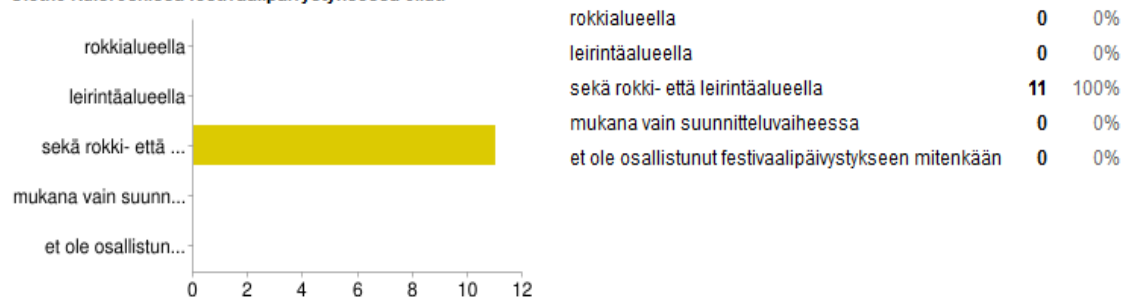 rokkialueella
leirintäalueella
sekä rokki- että ...
mukana vain suunn...
et ole osallistun...
0 2 4 6 8 10 12
rokkialueella 0 0%
leirintäalueella 0 0%
sekä rokki- että leirintäalueella 11 100%
mukana vain suunnitteluvaiheessa 0 0%
et ole osallistunut festivaalipäivystykseen mitenkään 0 0%